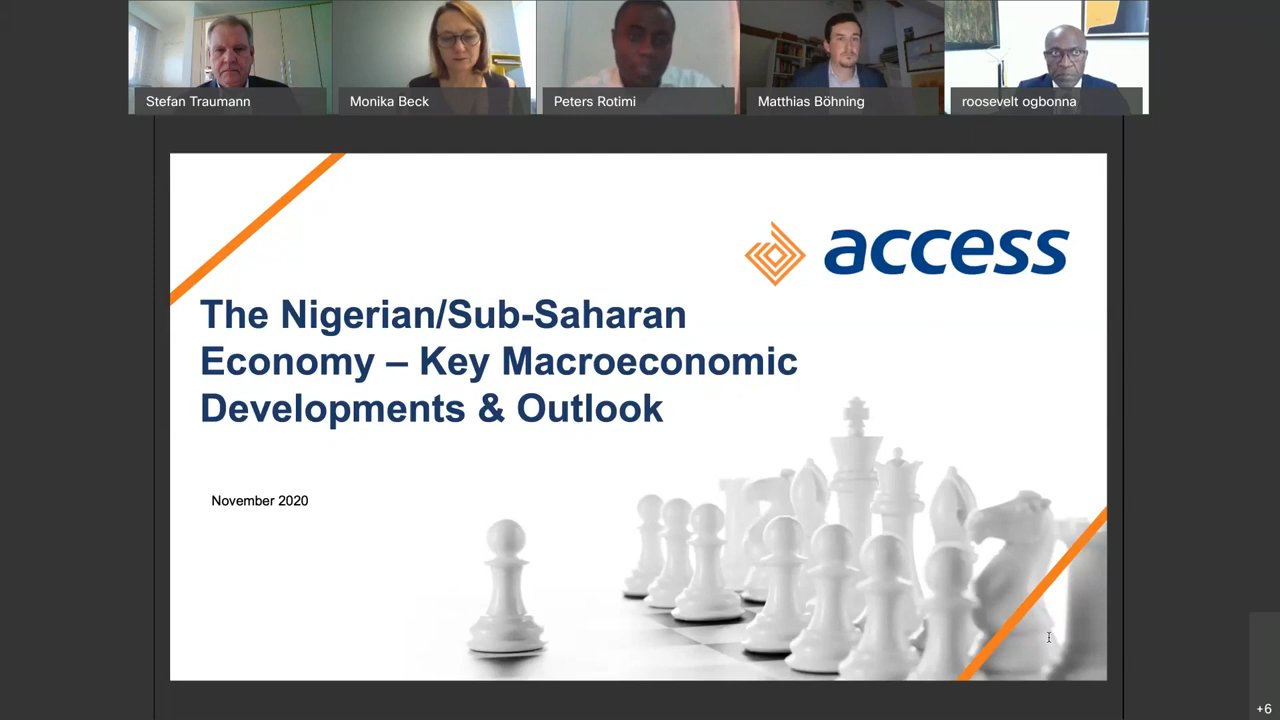 Stefan Traumann
Monika Beck
Peters Rotimi
Matthias Böhning
roosevelt ogbonna
access
The Nigerian/Sub-Saharan
Economy – Key Macroeconomic
Developments & Outlook
November 2020
+6